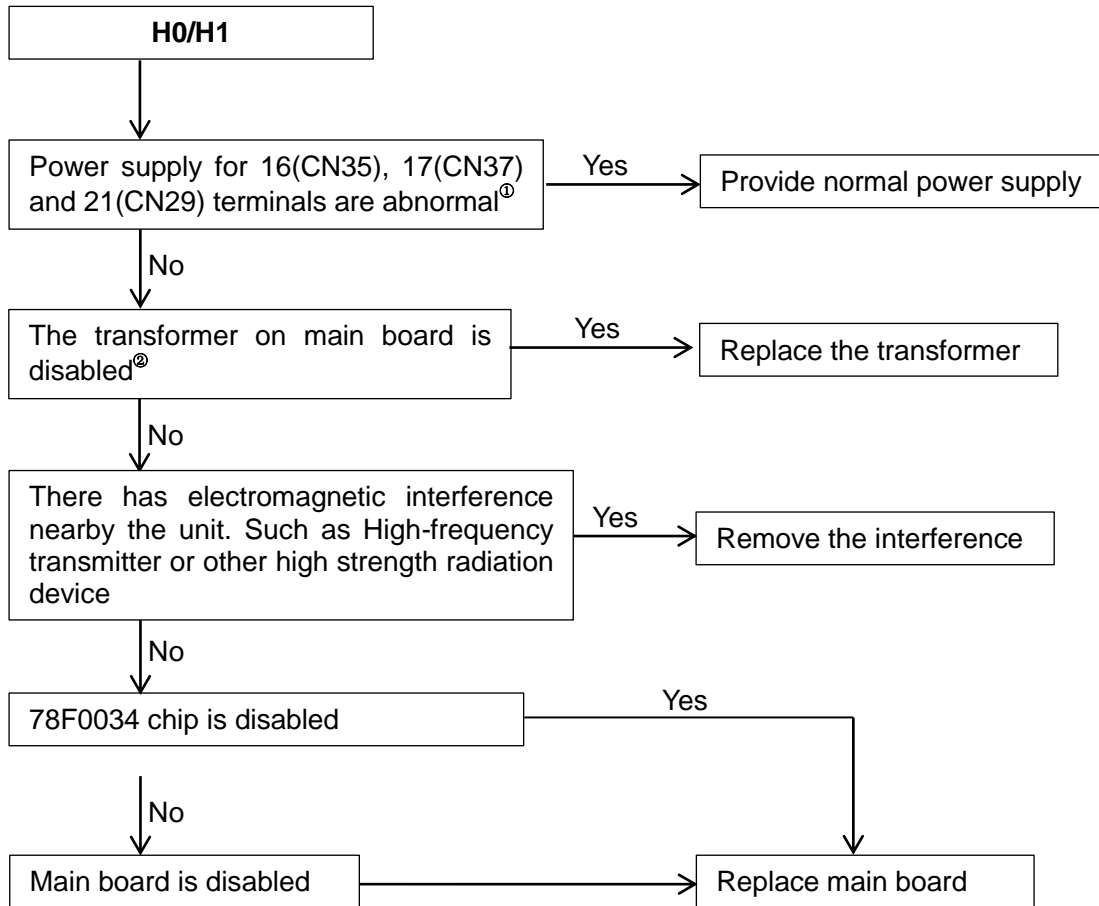 H0/H1
Power supply for 16(CN35), 17(CN37)
and 21(CN29) terminals are abnormal①
Yes
Provide normal power supply
No
The transformer on main board is
disabled②
Yes
Replace the transformer
No
There has electromagnetic interference
nearby the unit. Such as High-frequency
transmitter or other high strength radiation
device
Yes
Remove the interference
No
78F0034 chip is disabled
Yes
No
Main board is disabled
Replace main board